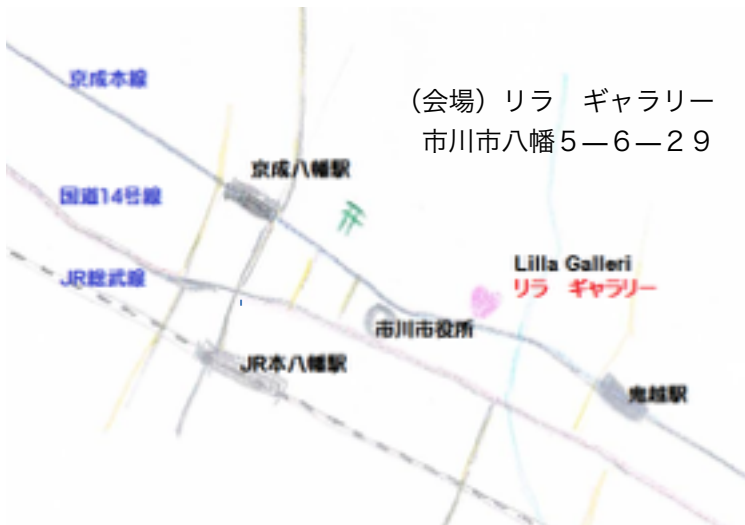 京成本線
（会場）リラ　ギャラリー
市川市八幡５―６―２９
京成八幡駅
国道14号線
Lilla Galleri
リラ　ギャラリー
JR総武線
市川市役所
JR本八幡駅
鬼越駅